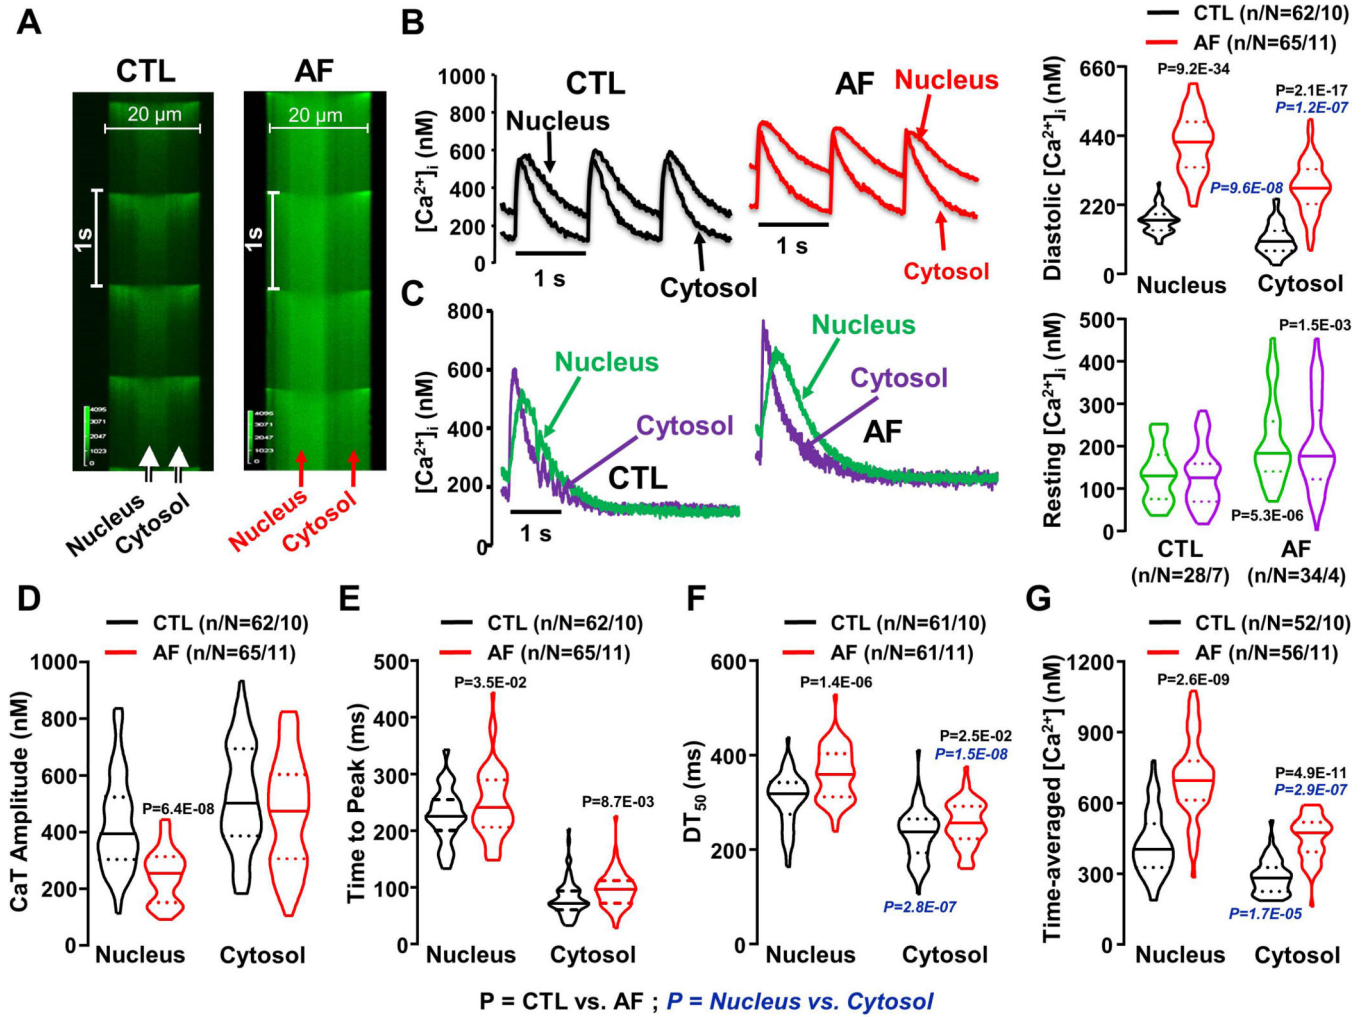 A
CTL
AF
20 µm
20 µm
1s
1s
4095
3071
2047
1023
0
4095
3071
2047
1023
0
Nucleus
Cytosol
Nucleus
Cytosol
B
[Ca²⁺]ᵢ (nM)
1000
800
600
400
200
0
CTL
Nucleus
Cytosol
1 s
AF
Nucleus
Cytosol
1 s
CTL (n/N=62/10)
AF (n/N=65/11)
Diastolic [Ca²⁺]ᵢ (nM)
660
440
220
0
P=9.2E-34
P=2.1E-17
P=1.2E-07
P=9.6E-08
Nucleus
Cytosol
C
[Ca²⁺]ᵢ (nM)
800
600
400
200
0
Nucleus
Cytosol
CTL
1 s
Nucleus
Cytosol
AF
Resting [Ca²⁺]ᵢ (nM)
500
400
300
200
100
0
P=1.5E-03
P=5.3E-06
CTL
(n/N=28/7)
AF
(n/N=34/4)
D
CTL (n/N=62/10)
AF (n/N=65/11)
CaT Amplitude (nM)
1000
800
600
400
200
0
P=6.4E-08
Nucleus
Cytosol
E
CTL (n/N=62/10)
AF (n/N=65/11)
Time to Peak (ms)
500
400
300
200
100
0
P=3.5E-02
P=8.7E-03
Nucleus
Cytosol
F
CTL (n/N=61/10)
AF (n/N=61/11)
DT₅₀ (ms)
600
400
200
0
P=1.4E-06
P=2.5E-02
P=1.5E-08
P=2.8E-07
Nucleus
Cytosol
G
CTL (n/N=52/10)
AF (n/N=56/11)
Time-averaged [Ca²⁺] (nM)
1200
900
600
300
0
P=2.6E-09
P=4.9E-11
P=2.9E-07
P=1.7E-05
Nucleus
Cytosol
P = CTL vs. AF ; P = Nucleus vs. Cytosol